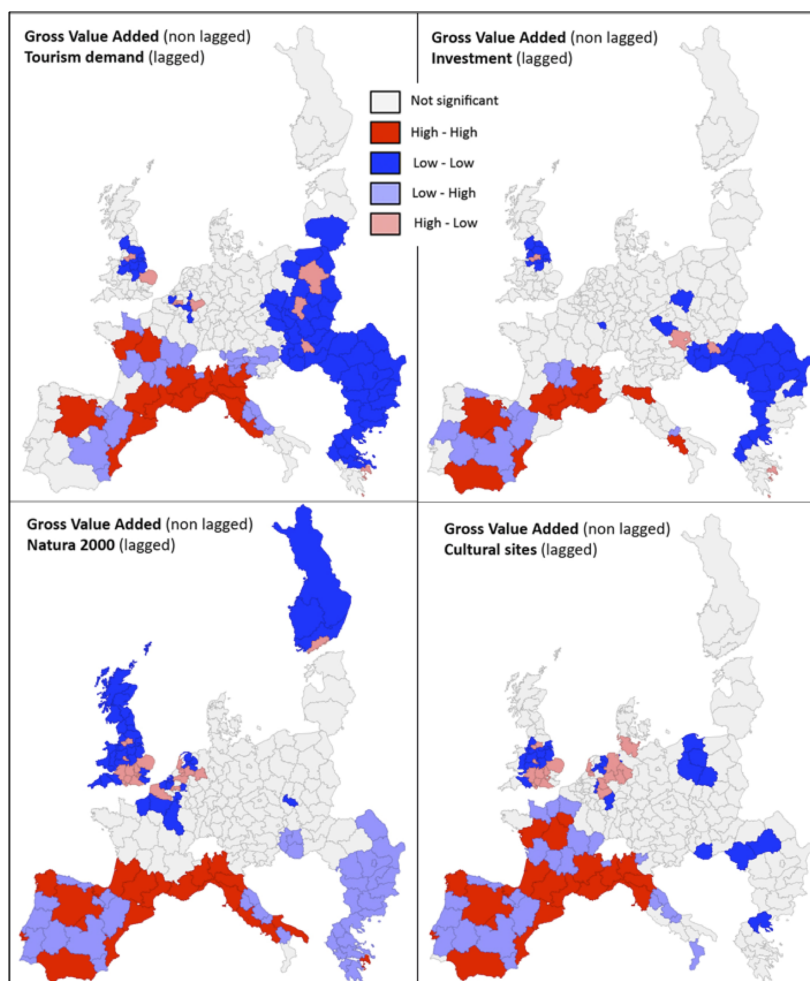 Gross Value Added (non lagged)
Tourism demand (lagged)
Gross Value Added (non lagged)
Investment (lagged)
Not significant
High - High
Low - Low
Low - High
High - Low
Gross Value Added (non lagged)
Natura 2000 (lagged)
Gross Value Added (non lagged)
Cultural sites (lagged)